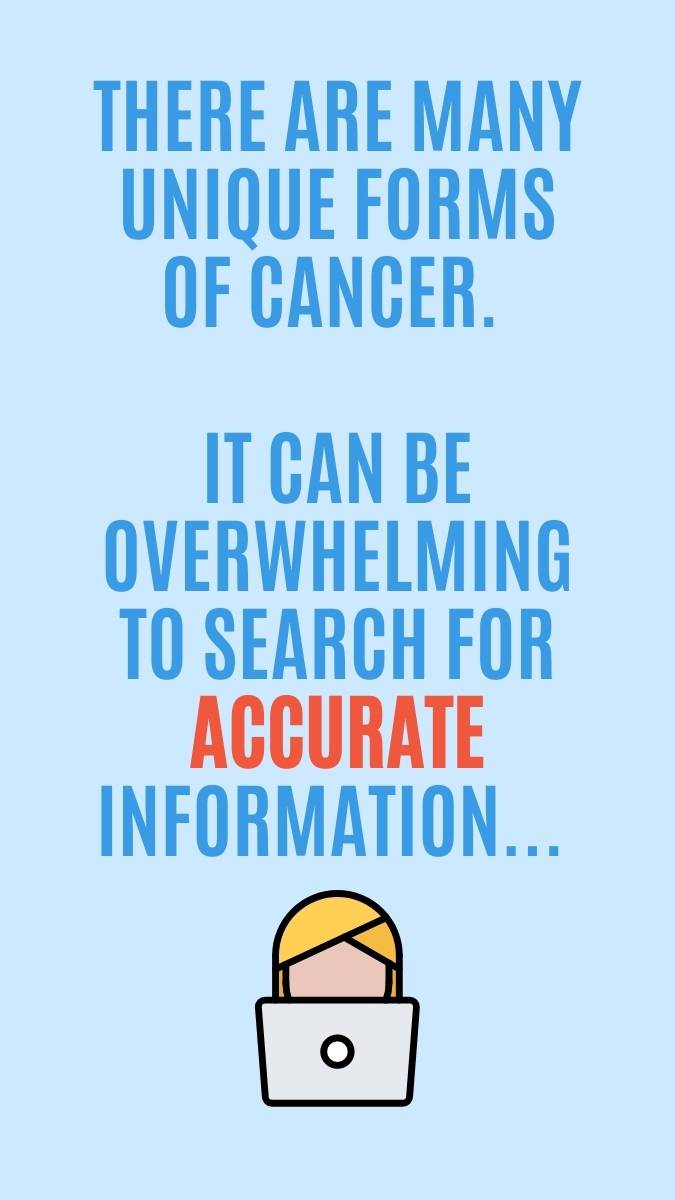 THERE ARE MANY
UNIQUE FORMS
OF CANCER.
IT CAN BE
OVERWHELMING
TO SEARCH FOR
ACCURATE
INFORMATION...